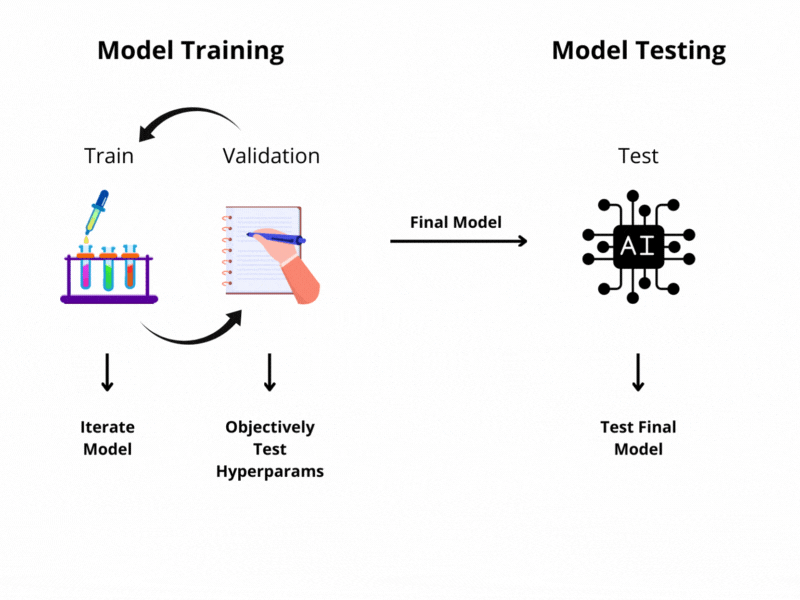 Model Training
Model Testing
Train
Validation
Test
Final Model
AI
Iterate
Model
Objectively
Test
Hyperparams
Test Final
Model